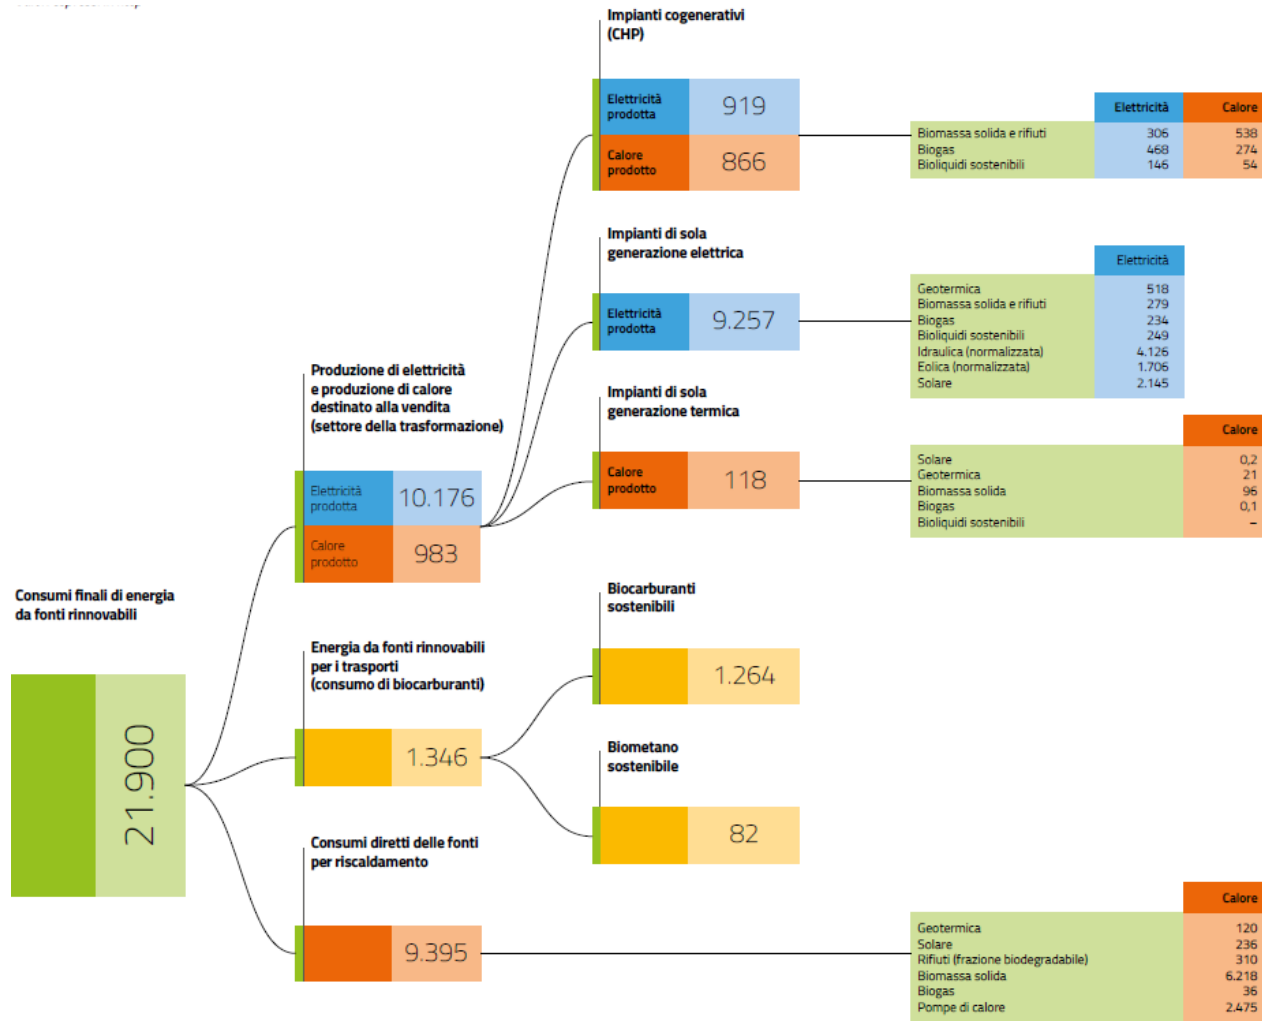 Impianti cogenerativi
(CHP)
Elettricità
prodotta
919
Calore
prodotto
866
Elettricità Calore
Biomassa solida e rifiuti 306 538
Biogas 468 274
Bioliquidi sostenibili 146 54
Impianti di sola
generazione elettrica
Elettricità
prodotta
9.257
Elettricità
Geotermica 518
Biomassa solida e rifiuti 279
Biogas 234
Bioliquidi sostenibili 249
Idraulica (normalizzata) 4.126
Eolica (normalizzata) 1.706
Solare 2.145
Produzione di elettricità
e produzione di calore
destinato alla vendita
(settore della trasformazione)
Elettricità
prodotta
10.176
Calore
prodotto
983
Impianti di sola
generazione termica
Calore
prodotto
118
Calore
Solare 0,2
Geotermica 21
Biomassa solida 96
Biogas 0,1
Bioliquidi sostenibili –
Consumi finali di energia
da fonti rinnovabili
21.900
Energia da fonti rinnovabili
per i trasporti
(consumo di biocarburanti)
1.346
Biocarburanti
sostenibili
1.264
Biometano
sostenibile
82
Consumi diretti delle fonti
per riscaldamento
9.395
Calore
Geotermica 120
Solare 236
Rifiuti (frazione biodegradabile) 310
Biomassa solida 6.218
Biogas 36
Pompe di calore 2.475